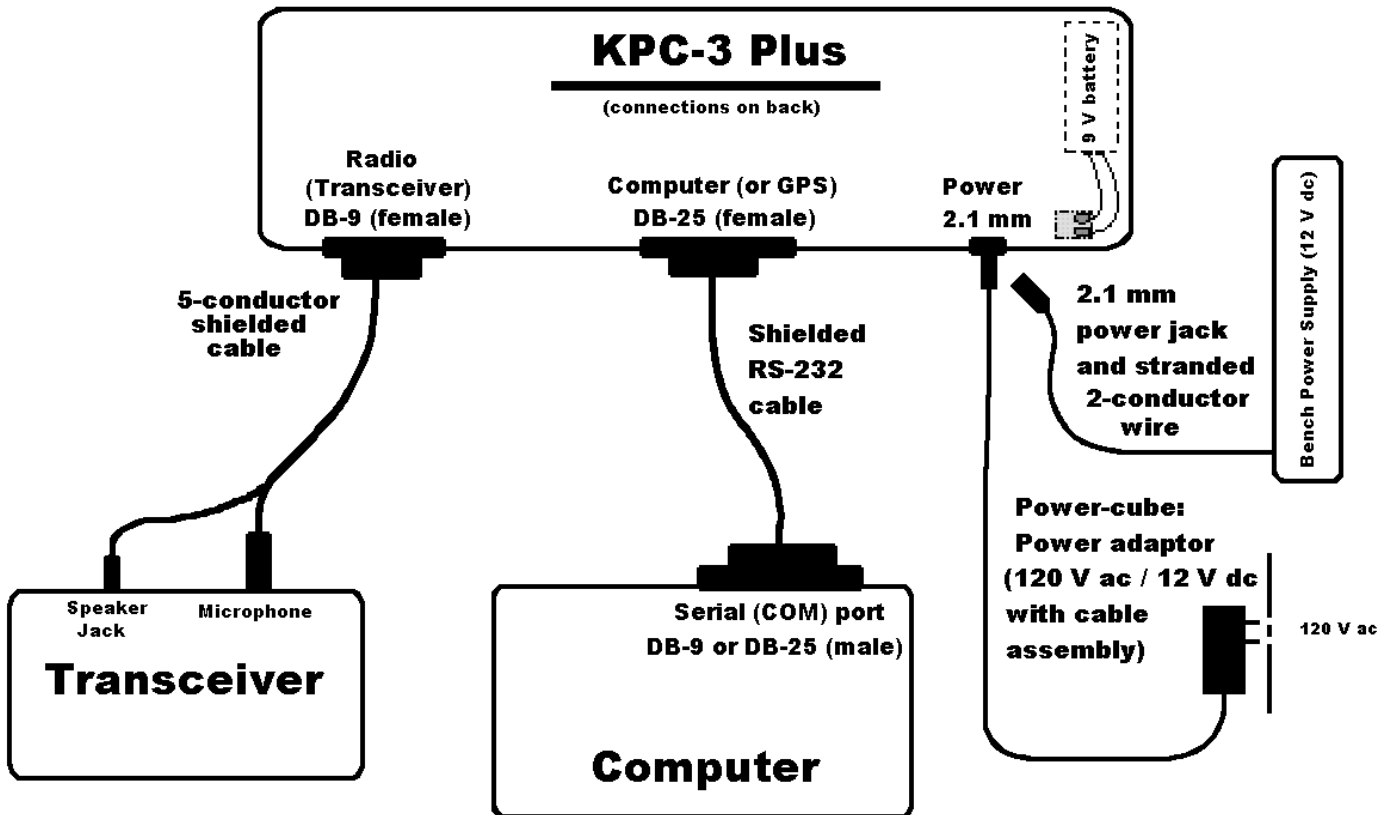 KPC-3 Plus
(connections on back)
9 V battery
Radio
(Transceiver)
DB-9 (female)
Computer (or GPS)
DB-25 (female)
Power
2.1 mm
Bench Power Supply (12 V dc)
5-conductor
shielded
cable
Shielded
RS-232
cable
2.1 mm
power jack
and stranded
2-conductor
wire
Power-cube:
Power adaptor
(120 V ac / 12 V dc
with cable
assembly)
120 V ac
Speaker
Jack
Microphone
Transceiver
Serial (COM) port
DB-9 or DB-25 (male)
Computer